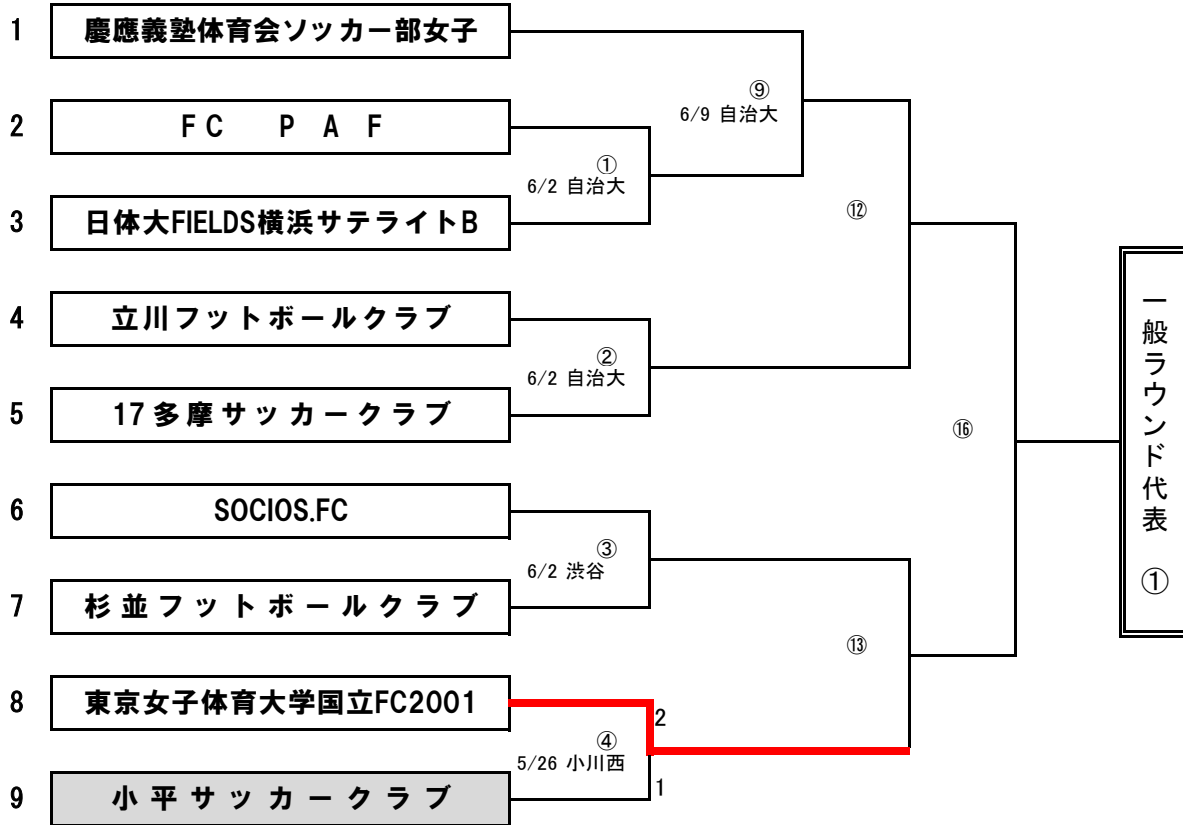 1 慶應義塾体育会ソッカー部女子
⑨
6/9 自治大
2 FC PAF
①
6/2 自治大
3 日体大FIELDS横浜サテライトB
⑫
4 立川フットボールクラブ
②
6/2 自治大
5 17多摩サッカークラブ
⑯
6 SOCIOS.FC
③
6/2 渋谷
7 杉並フットボールクラブ
⑬
8 東京女子体育大学国立FC2001
2
④
5/26 小川西
1
9 小平サッカークラブ
一般ラウンド代表 ①